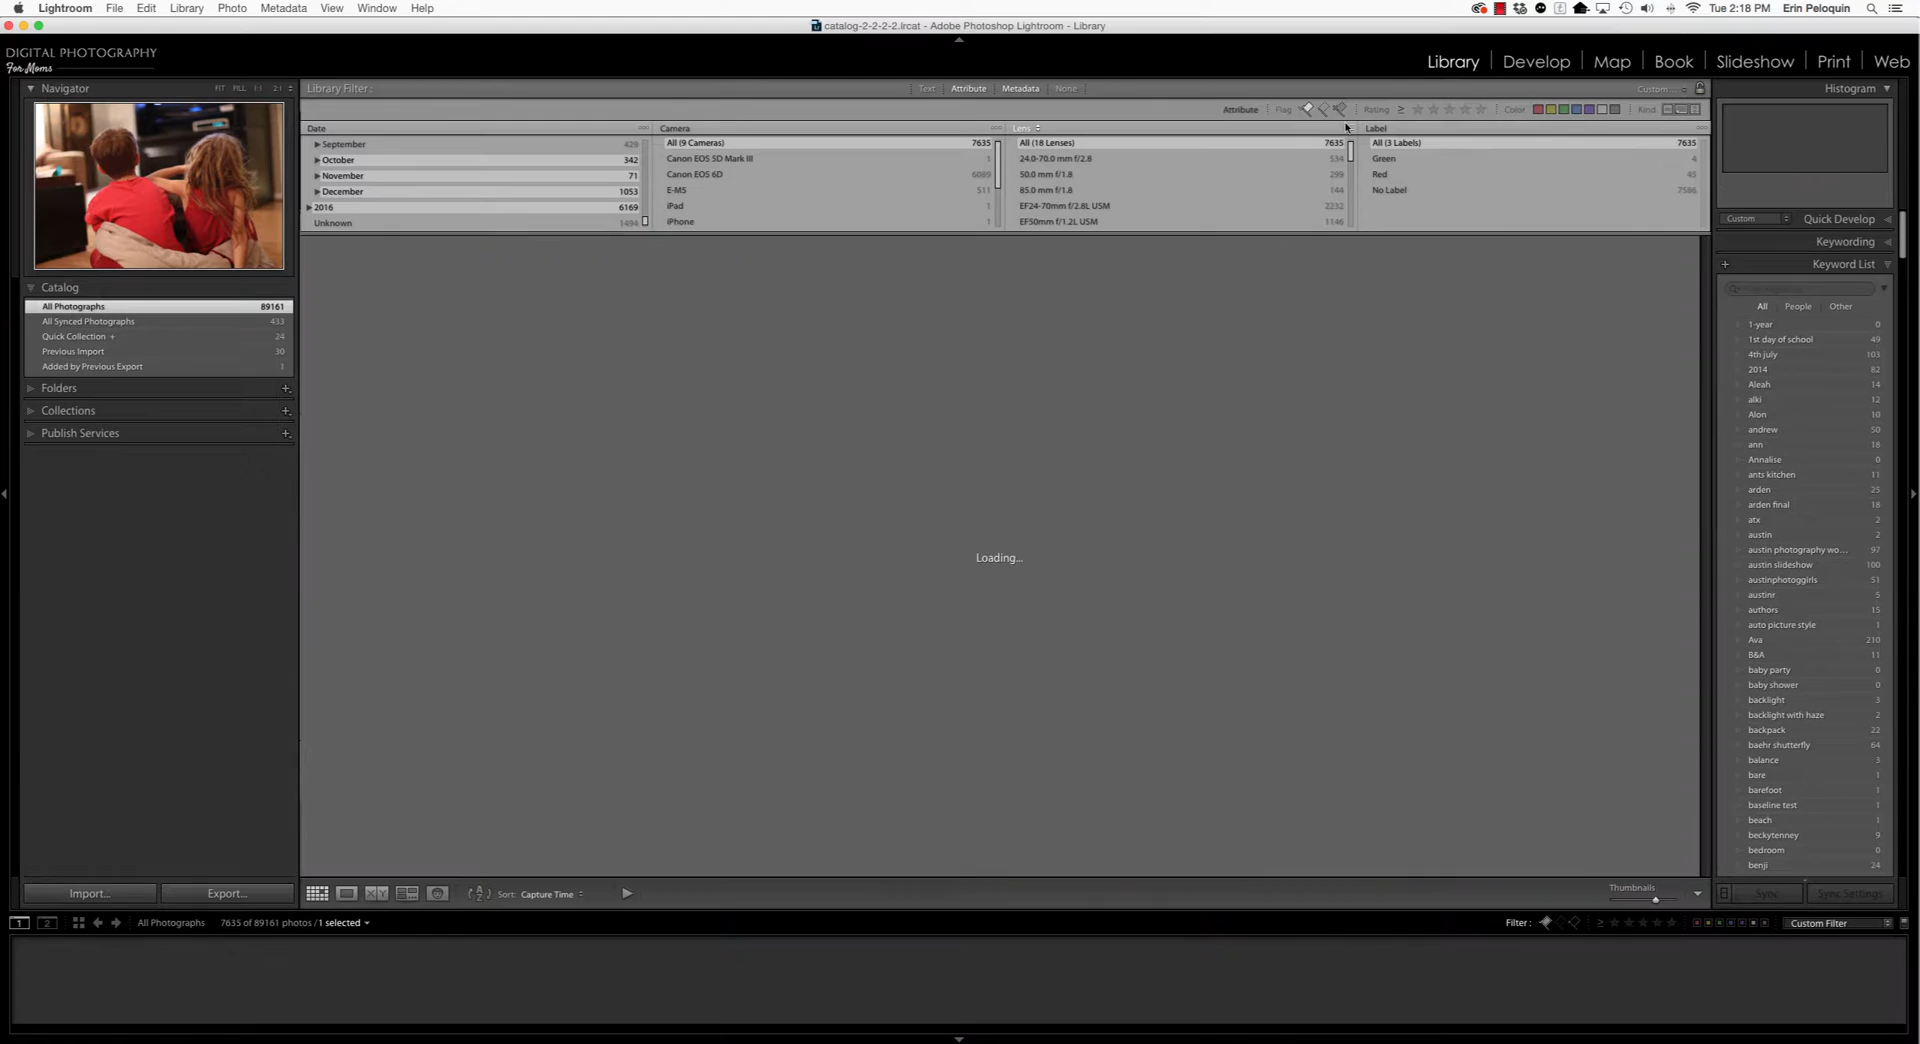 Lightroom File Edit Library Photo Metadata View Window Help Tue 2:18 PM Erin Peloquin
catalog-2-2-2-2.lrcat - Adobe Photoshop Lightroom - Library
DIGITAL PHOTOGRAPHY
For Moms
Library | Develop | Map | Book | Slideshow | Print | Web
Navigator FIT FILL 1:1 2:1
Library Filter : Text Attribute Metadata None Custom...
Histogram
Attribute Flag Rating ≥ Color Kind
Date Camera Lens Label
September 429
October 342
November 71
December 1053
2016 6169
Unknown 1494
All (9 Cameras) 7635
Canon EOS 5D Mark III 1
Canon EOS 6D 6089
E-M5 511
iPad 1
iPhone 1
All (18 Lenses) 7635
24.0-70.0 mm f/2.8 534
50.0 mm f/1.8 299
85.0 mm f/1.8 144
EF24-70mm f/2.8L USM 2232
EF50mm f/1.2L USM 1146
All (3 Labels) 7635
Green 4
Red 45
No Label 7586
Custom Quick Develop
Keywording
+ Keyword List
All People Other
1-year 0
1st day of school 49
4th july 103
2014 82
Aleah 14
alki 12
Alon 10
andrew 50
ann 18
Annalise 0
ants kitchen 11
arden 25
arden final 18
atx 2
austin 2
austin photography wo... 97
austin slideshow 100
austinphotoggirls 51
austinr 5
authors 15
auto picture style 1
Ava 210
B&A 11
baby party 0
baby shower 0
backlight 3
backlight with haze 2
backpack 22
baehr shutterfly 64
balance 3
bare 1
barefoot 1
baseline test 1
beach 1
beckytenney 9
bedroom 0
benji 24
Catalog
All Photographs 89161
All Synced Photographs 433
Quick Collection + 24
Previous Import 30
Added by Previous Export 1
Folders +
Collections +
Publish Services +
Loading...
Import... Export...
Sort: Capture Time
Thumbnails
Sync Sync Settings
1 2 All Photographs 7635 of 89161 photos / 1 selected
Filter : ≥ Custom Filter